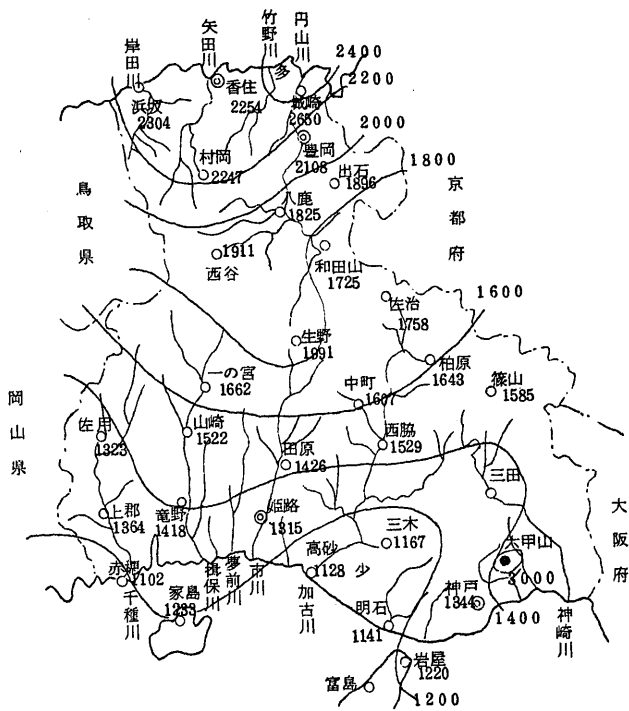 岸田川
矢田川
竹野川
円山川
2400
2200
2000
1800
1600
多
香住
2254
浜坂
2304
城崎
2650
豊岡
2108
村岡
2247
出石
1896
鳥取県
京都府
鹿
1825
1911
西谷
和田山
1725
佐治
1758
生野
1991
柏原
1643
一の宮
1662
中町
1607
篠山
1585
岡山県
佐用
1323
山崎
1522
西脇
1529
田原
1426
三田
上郡
1364
竜野
1418
姫路
1315
三木
1167
大阪府
高砂
1128
少
赤穂
1102
千種川
家島
1233
揖保川
夢前川
市川
加古川
明石
1141
神戸
1344
3000
1400
神崎川
岩屋
1220
富島
1200